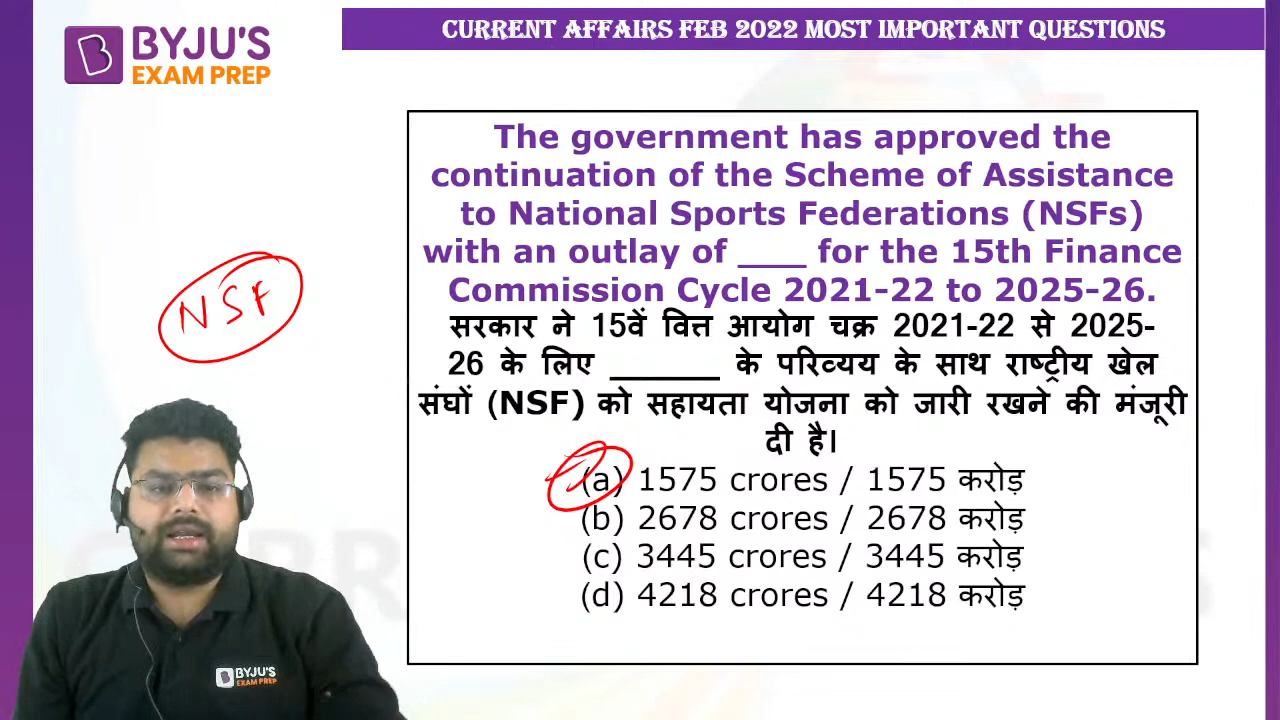 BYJU'S
EXAM PREP
CURRENT AFFAIRS FEB 2022 MOST IMPORTANT QUESTIONS
The government has approved the
continuation of the Scheme of Assistance
to National Sports Federations (NSFs)
with an outlay of ___ for the 15th Finance
Commission Cycle 2021-22 to 2025-26.
सरकार ने 15वें वित्त आयोग चक्र 2021-22 से 2025-
26 के लिए ______ के परिव्यय के साथ राष्ट्रीय खेल
संघों (NSF) को सहायता योजना को जारी रखने की मंजूरी
दी है।
(a) 1575 crores / 1575 करोड़
(b) 2678 crores / 2678 करोड़
(c) 3445 crores / 3445 करोड़
(d) 4218 crores / 4218 करोड़
NSF
BYJU'S
EXAM PREP